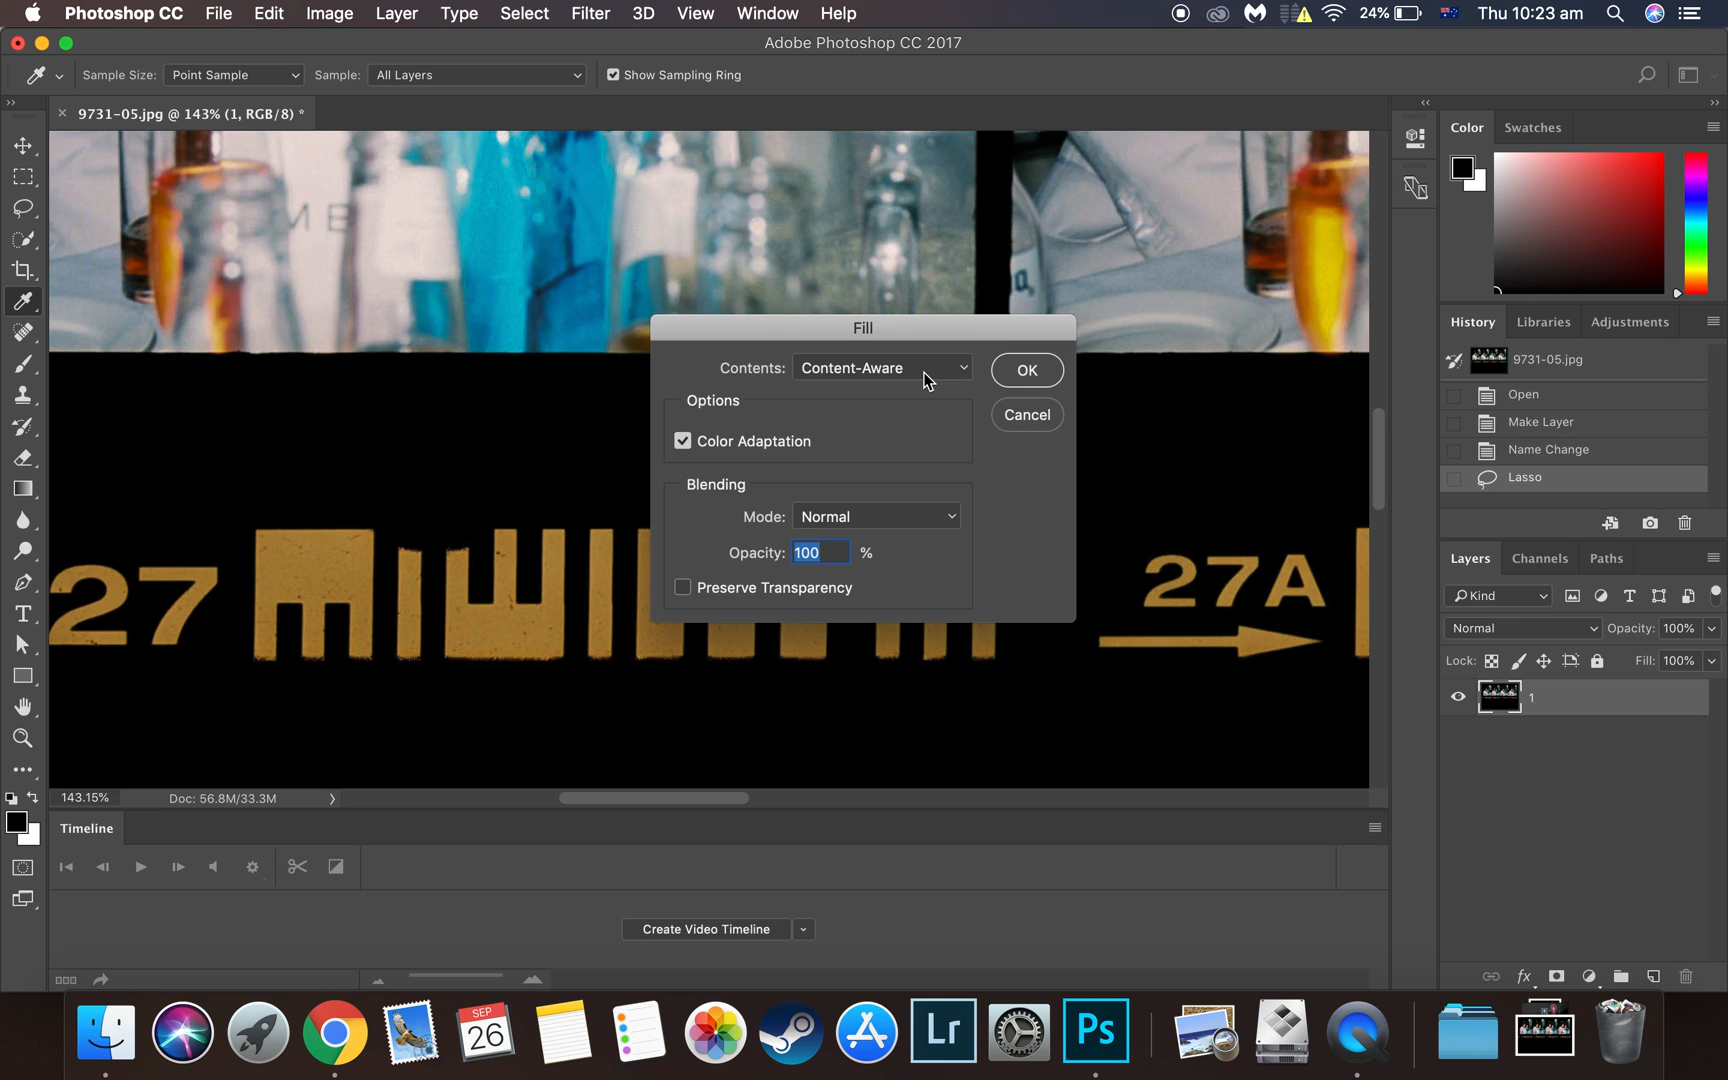 Photoshop CC File Edit Image Layer Type Select Filter 3D View Window Help 24% Thu 10:23 am
Adobe Photoshop CC 2017
Sample Size: Point Sample Sample: All Layers Show Sampling Ring
9731-05.jpg @ 143% (1, RGB/8) *
Color Swatches
ME
Fill
Contents: Content-Aware
OK
Options
Cancel
Color Adaptation
Blending
Mode: Normal
Opacity: 100 %
Preserve Transparency
27
27A
History Libraries Adjustments
9731-05.jpg
Open
Make Layer
Name Change
Lasso
Layers Channels Paths
Kind
Normal Opacity: 100%
Lock: Fill: 100%
1
143.15% Doc: 56.8M/33.3M
Timeline
Create Video Timeline
fx
SEP
26
Lr
Ps